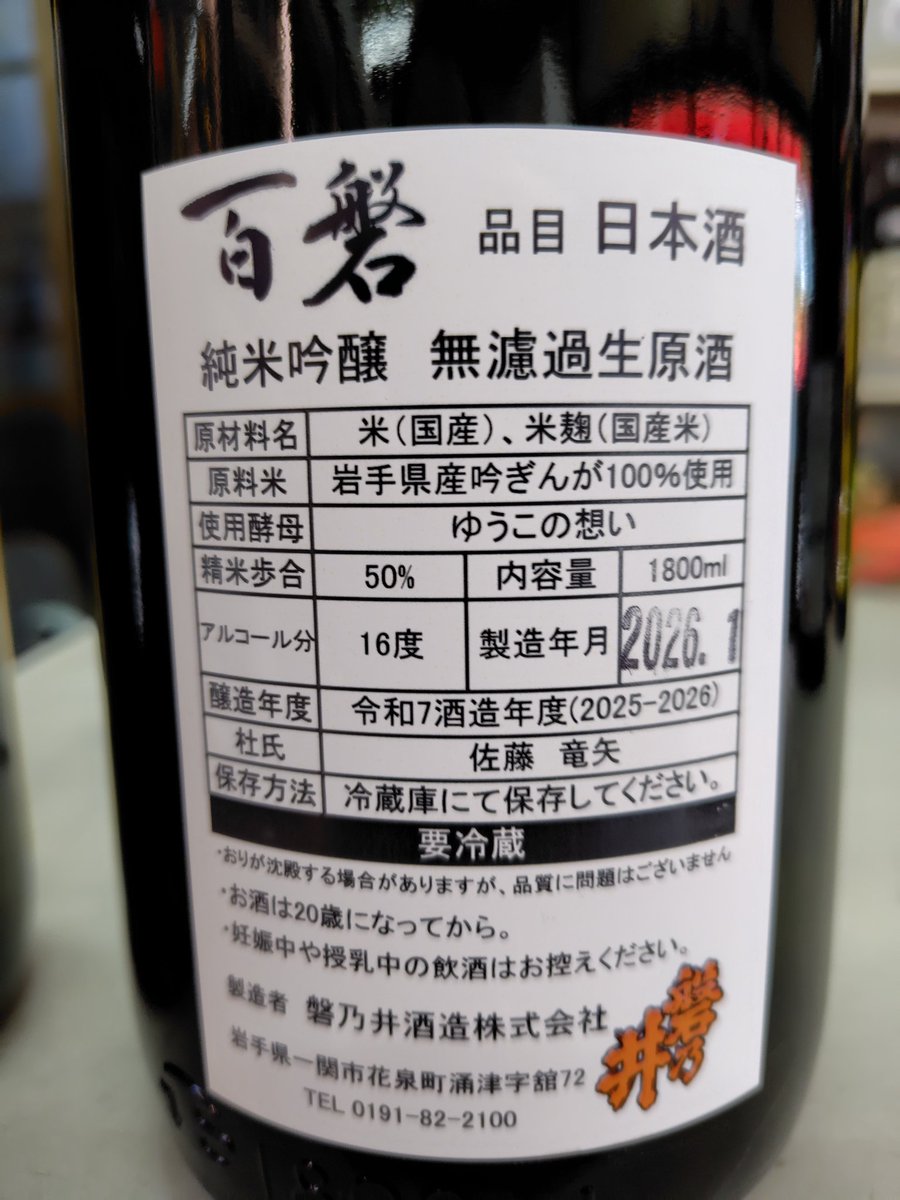 百磐 品目 日本酒
純米吟醸 無濾過生原酒
原材料名 米(国産)、米麹(国産米)
原料米 岩手県産吟ぎんが100%使用
使用酵母 ゆうこの想い
精米歩合 50% 内容量 1800ml
アルコール分 16度 製造年月 2026.1
醸造年度 令和7酒造年度(2025-2026)
杜氏 佐藤 竜矢
保存方法 冷蔵庫にて保存してください。
要冷蔵
・おりが沈殿する場合がありますが、品質に問題はございません
・お酒は20歳になってから。
・妊娠中や授乳中の飲酒はお控えください。
製造者 磐乃井酒造株式会社
岩手県一関市花泉町涌津字舘72
TEL 0191-82-2100
磐乃井